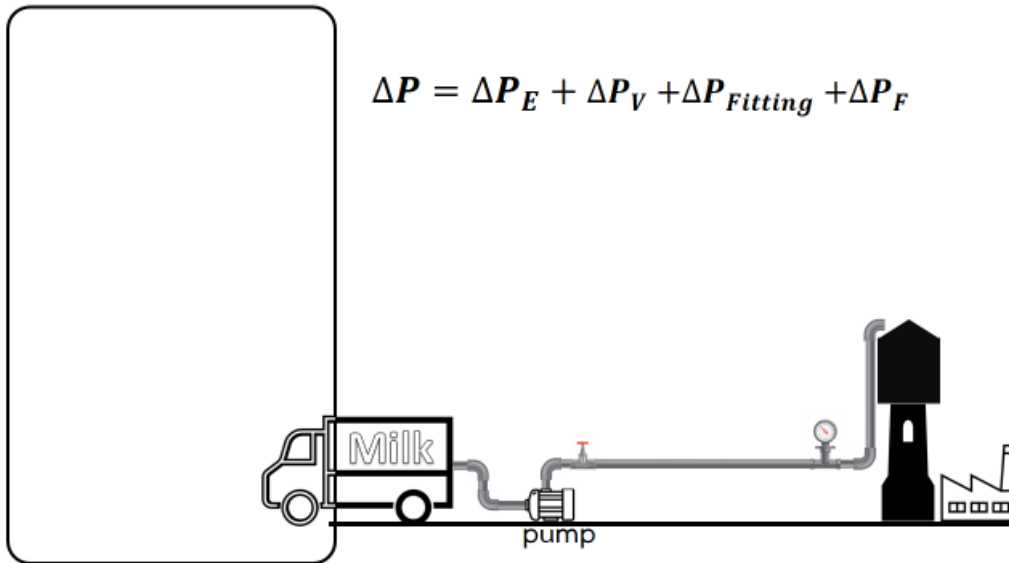 ΔP = ΔP_E + ΔP_V +ΔP_Fitting +ΔP_F
Milk
pump